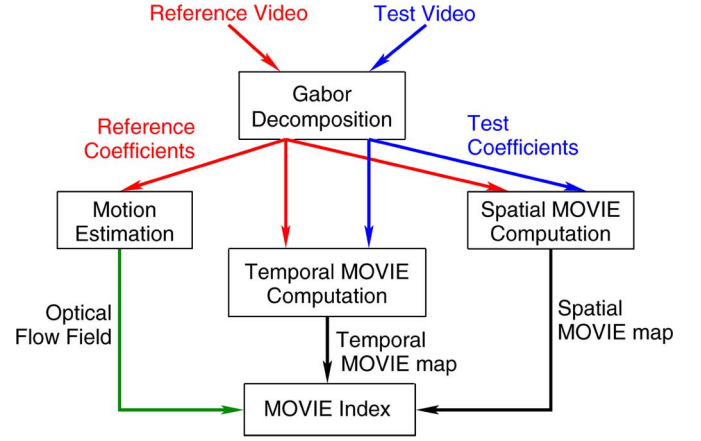 Reference Video
Test Video
Gabor
Decomposition
Reference
Coefficients
Test
Coefficients
Motion
Estimation
Spatial MOVIE
Computation
Temporal MOVIE
Computation
Optical
Flow Field
Spatial
MOVIE map
Temporal
MOVIE map
MOVIE Index